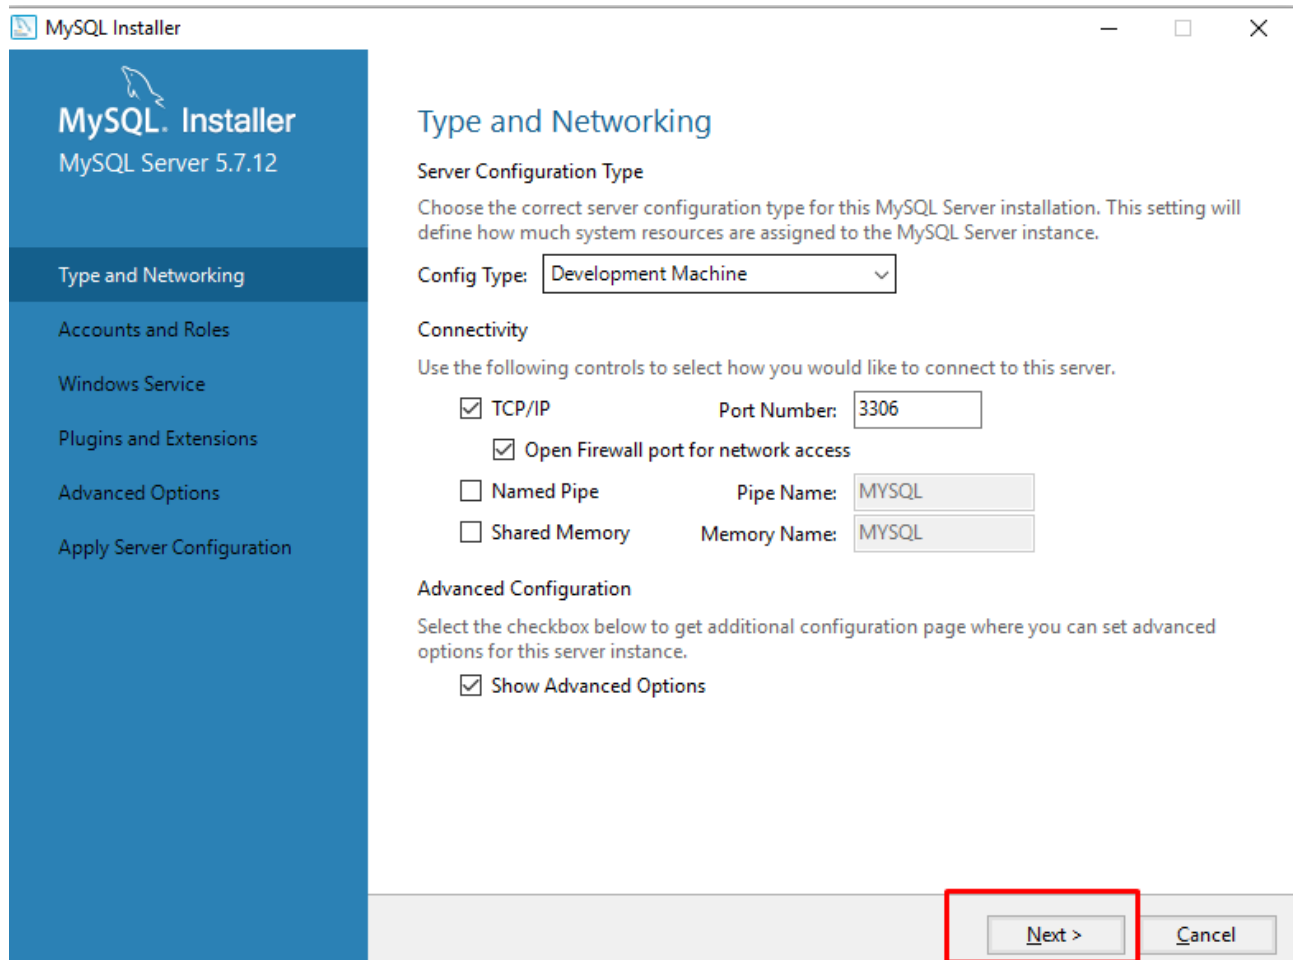 MySQL Installer
MySQL. Installer
MySQL Server 5.7.12
Type and Networking
Accounts and Roles
Windows Service
Plugins and Extensions
Advanced Options
Apply Server Configuration
Type and Networking
Server Configuration Type
Choose the correct server configuration type for this MySQL Server installation. This setting will
define how much system resources are assigned to the MySQL Server instance.
Config Type: Development Machine
Connectivity
Use the following controls to select how you would like to connect to this server.
TCP/IP Port Number: 3306
Open Firewall port for network access
Named Pipe Pipe Name: MYSQL
Shared Memory Memory Name: MYSQL
Advanced Configuration
Select the checkbox below to get additional configuration page where you can set advanced
options for this server instance.
Show Advanced Options
Next > Cancel